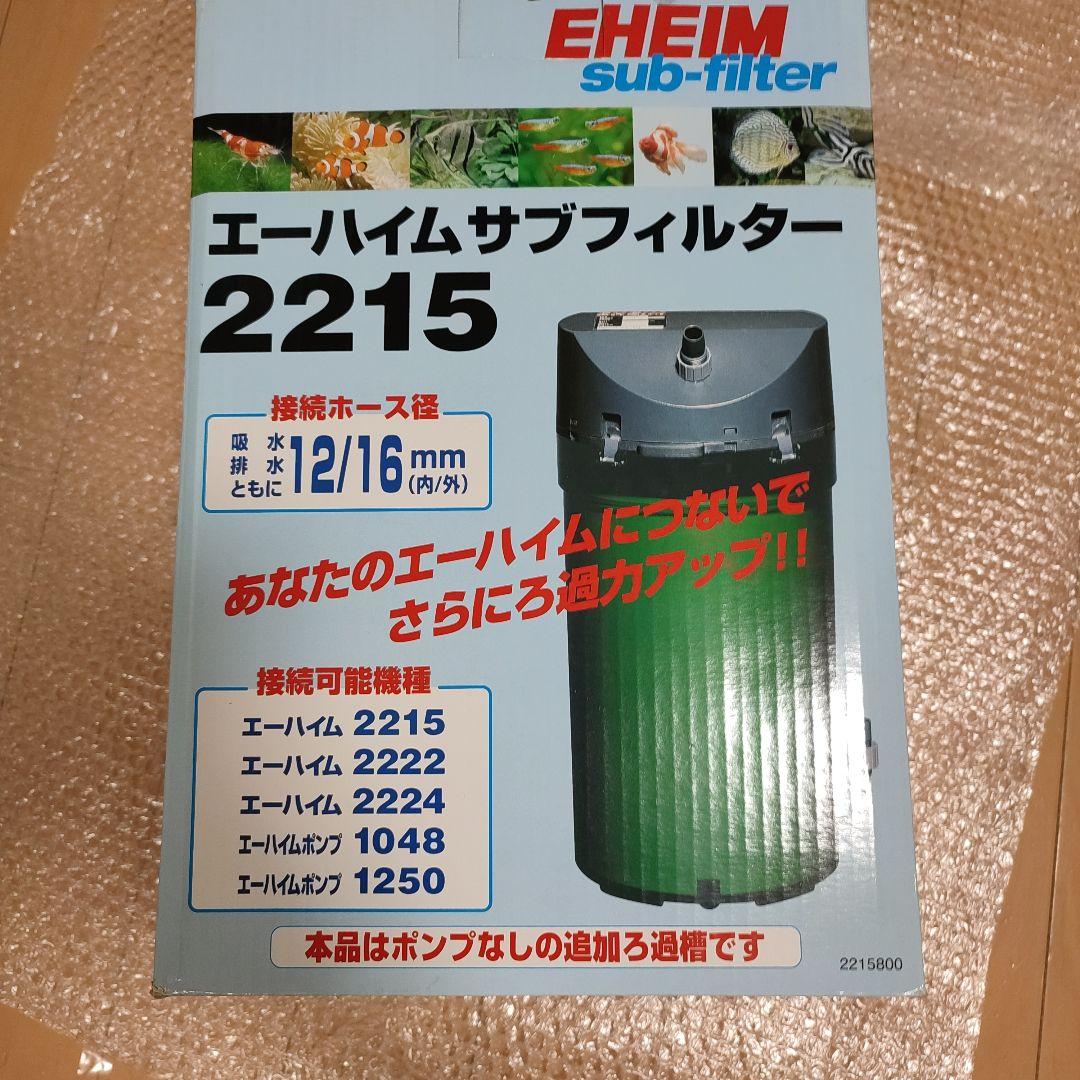 EHEIM
sub-filter
エーハイムサブフィルター
2215
接続ホース径
吸水
排水
ともに
12/16mm
(内/外)
あなたのエーハイムにつないで
さらにろ過力アップ!!
接続可能機種
エーハイム 2215
エーハイム 2222
エーハイム 2224
エーハイムポンプ 1048
エーハイムポンプ 1250
本品はポンプなしの追加ろ過槽です
2215800